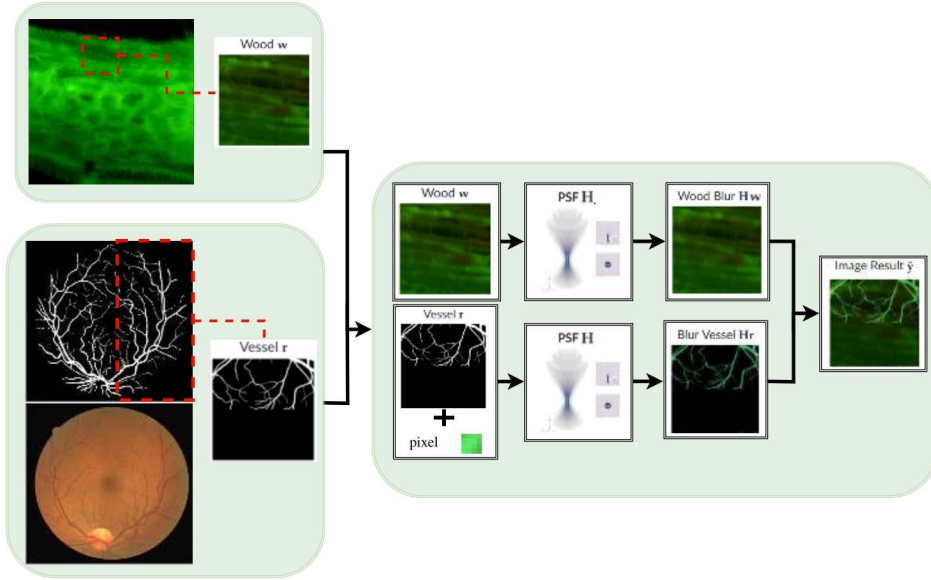 Wood w
Vessel r
Wood w
PSF H.
Wood Blur Hw
Vessel r
pixel
PSF H
Blur Vessel Hr
Image Result ỹ